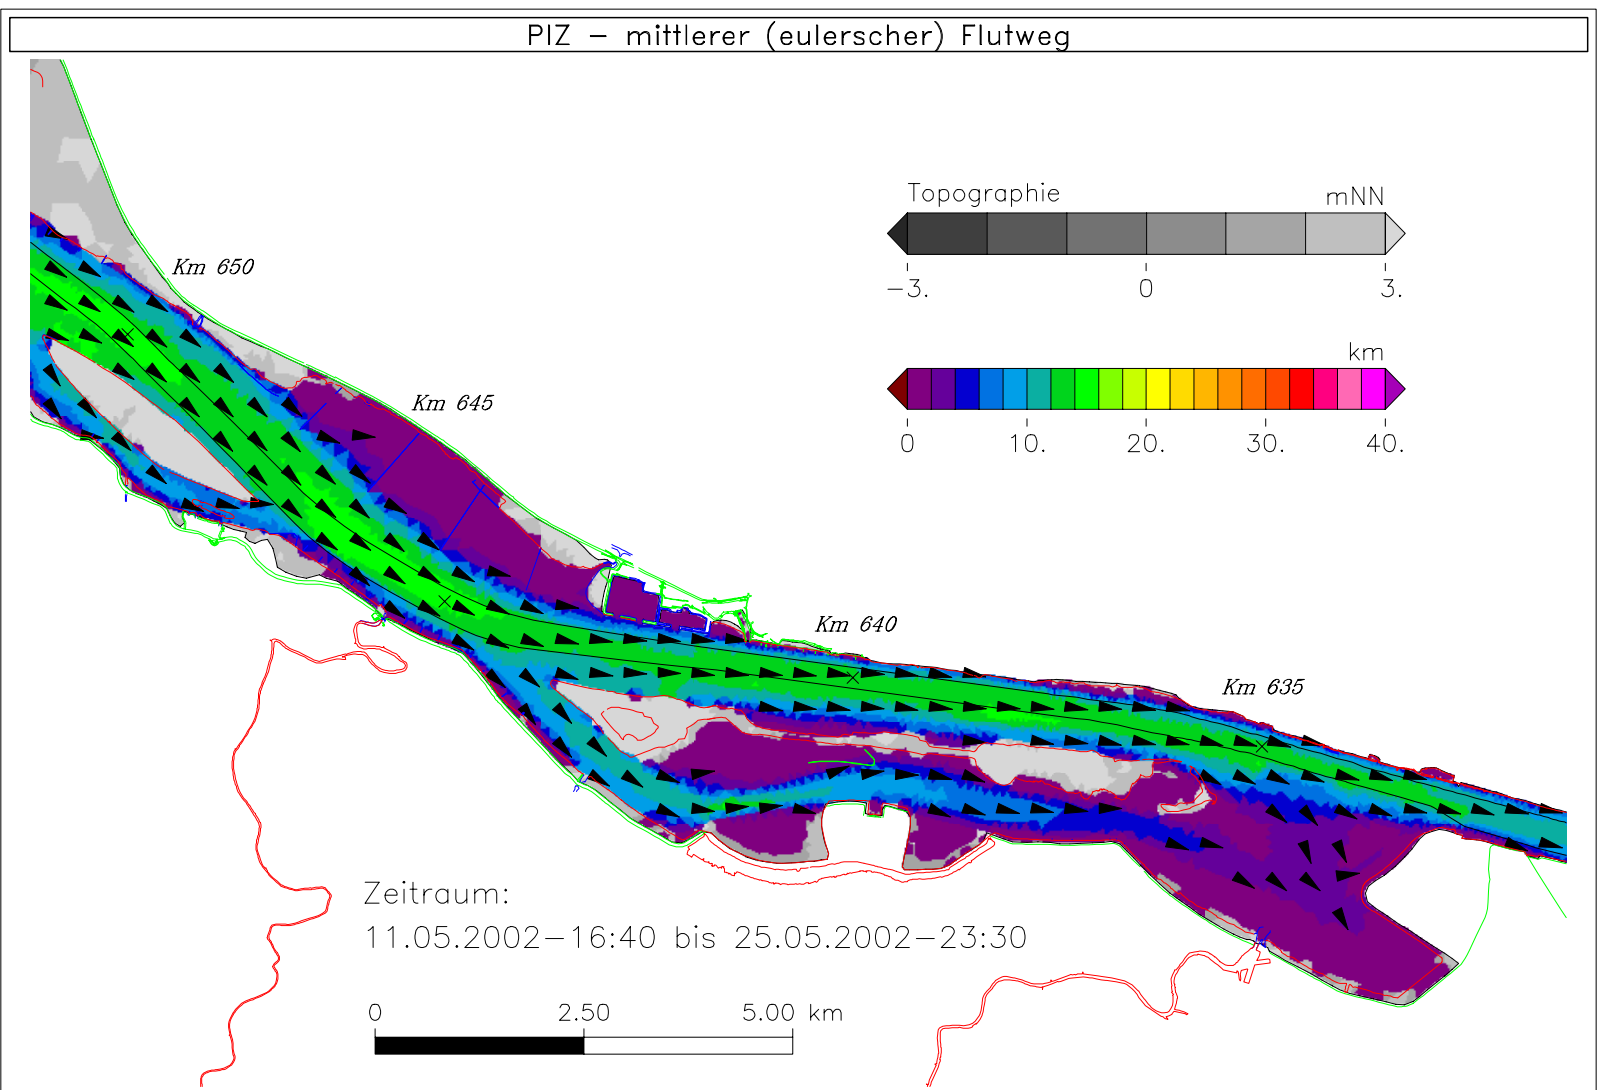 PIZ – mittlerer (eulerscher) Flutweg
Topographie mNN
-3. 0 3.
Km 650
km
0 10. 20. 30. 40.
Km 645
Km 640
Km 635
Zeitraum:
11.05.2002-16:40 bis 25.05.2002-23:30
0 2.50 5.00 km